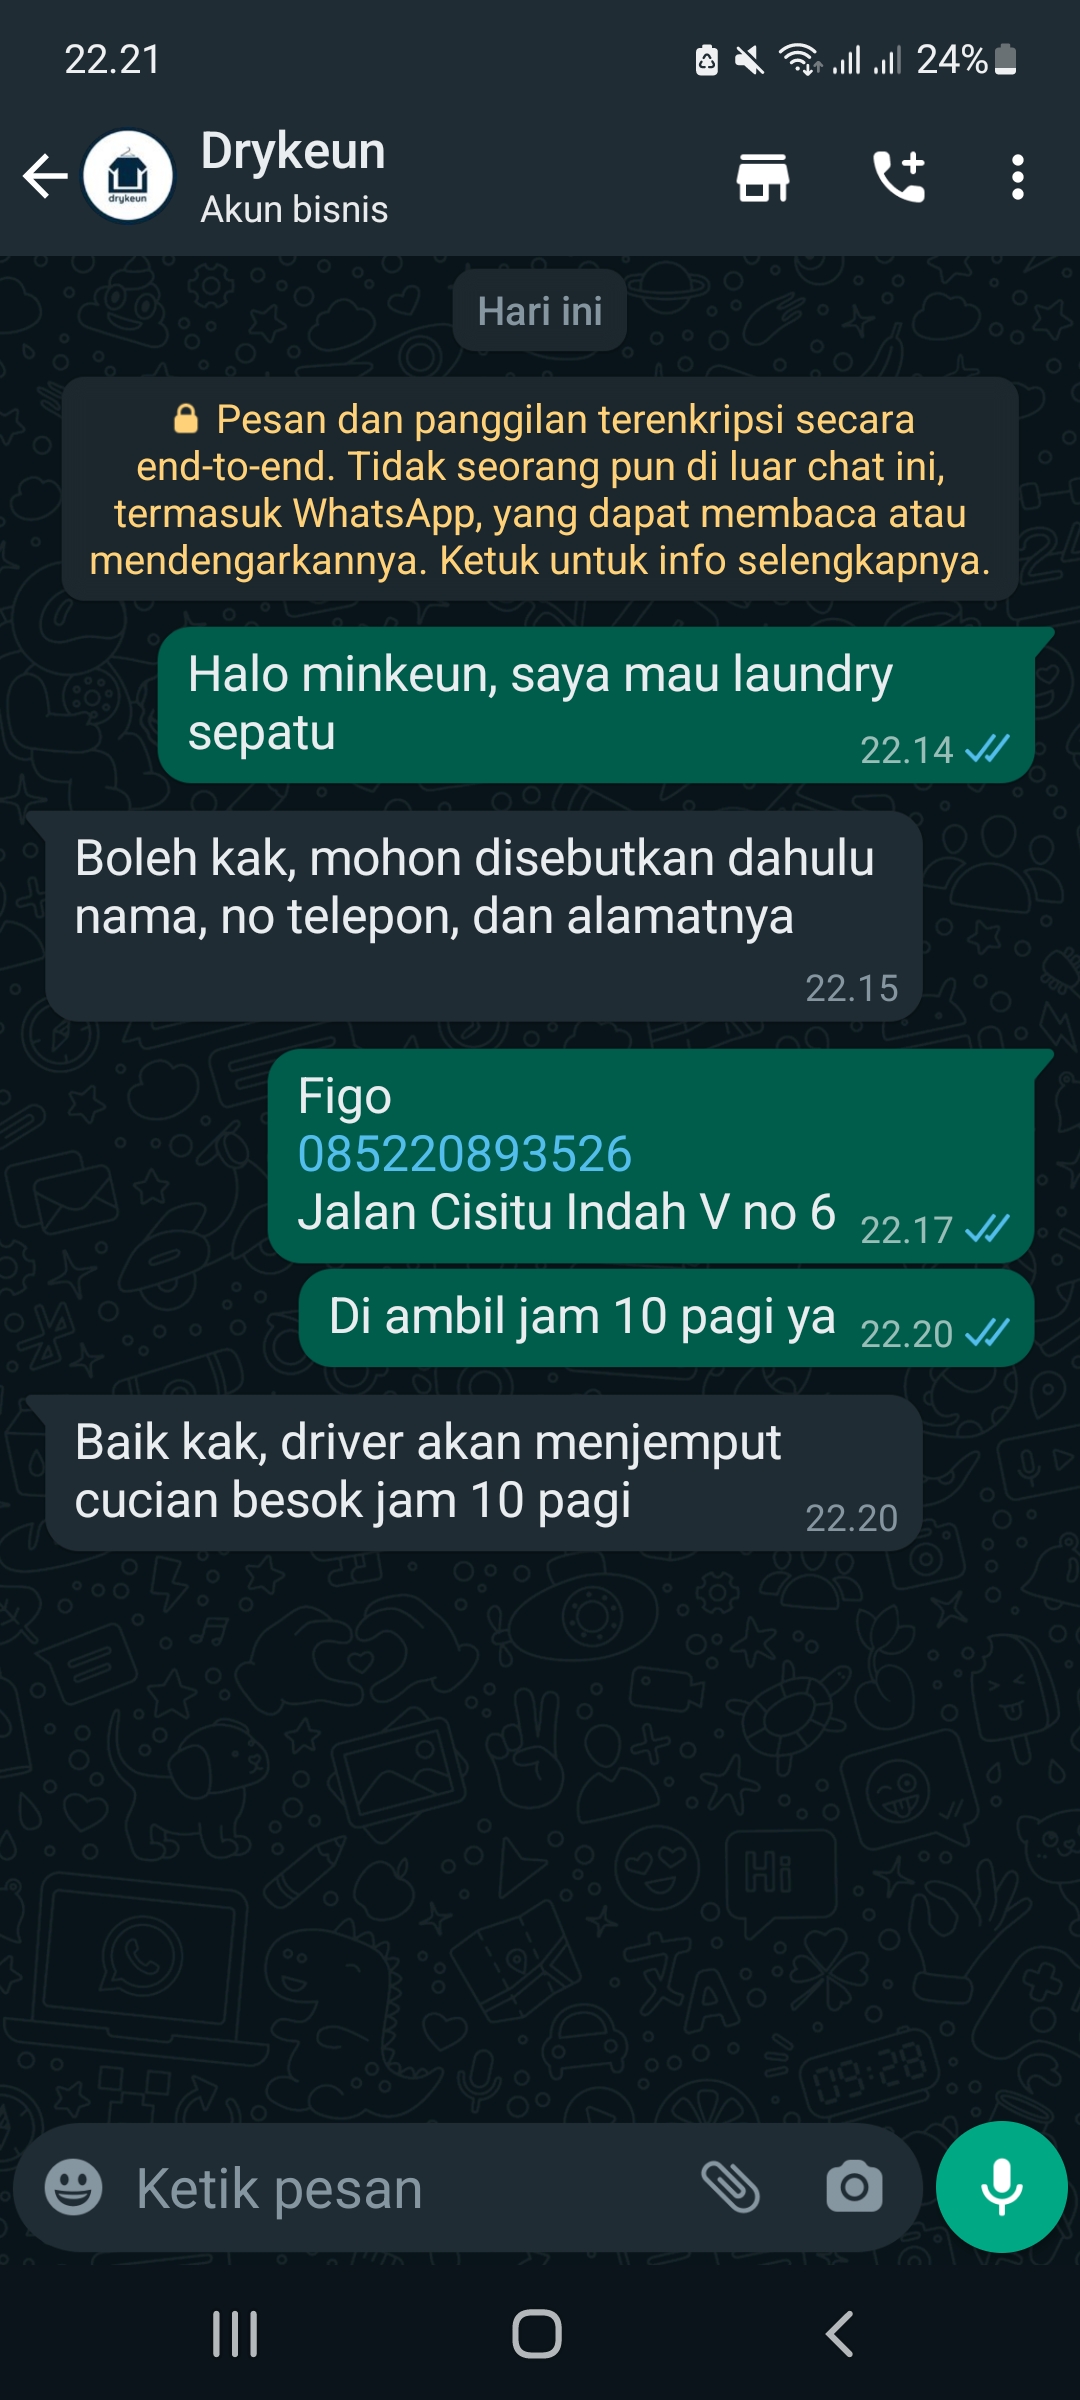 22.21
24%
drykeun
Drykeun
Akun bisnis
Hari ini
Pesan dan panggilan terenkripsi secara
end-to-end. Tidak seorang pun di luar chat ini,
termasuk WhatsApp, yang dapat membaca atau
mendengarkannya. Ketuk untuk info selengkapnya.
Halo minkeun, saya mau laundry
sepatu
22.14
Boleh kak, mohon disebutkan dahulu
nama, no telepon, dan alamatnya
22.15
Figo
085220893526
Jalan Cisitu Indah V no 6
22.17
Di ambil jam 10 pagi ya
22.20
Baik kak, driver akan menjemput
cucian besok jam 10 pagi
22.20
Hi
09:28
Ketik pesan